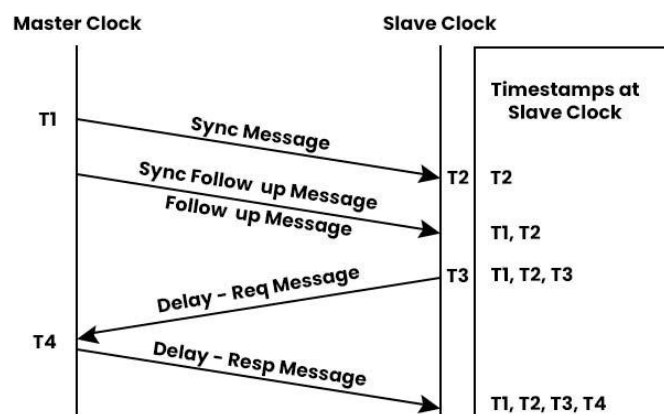 Master Clock
Slave Clock
Timestamps at
Slave Clock
T1
Sync Message
T2
T2
Sync Follow up Message
Follow up Message
T1, T2
Delay - Req Message
T3
T1, T2, T3
T4
Delay - Resp Message
T1, T2, T3, T4